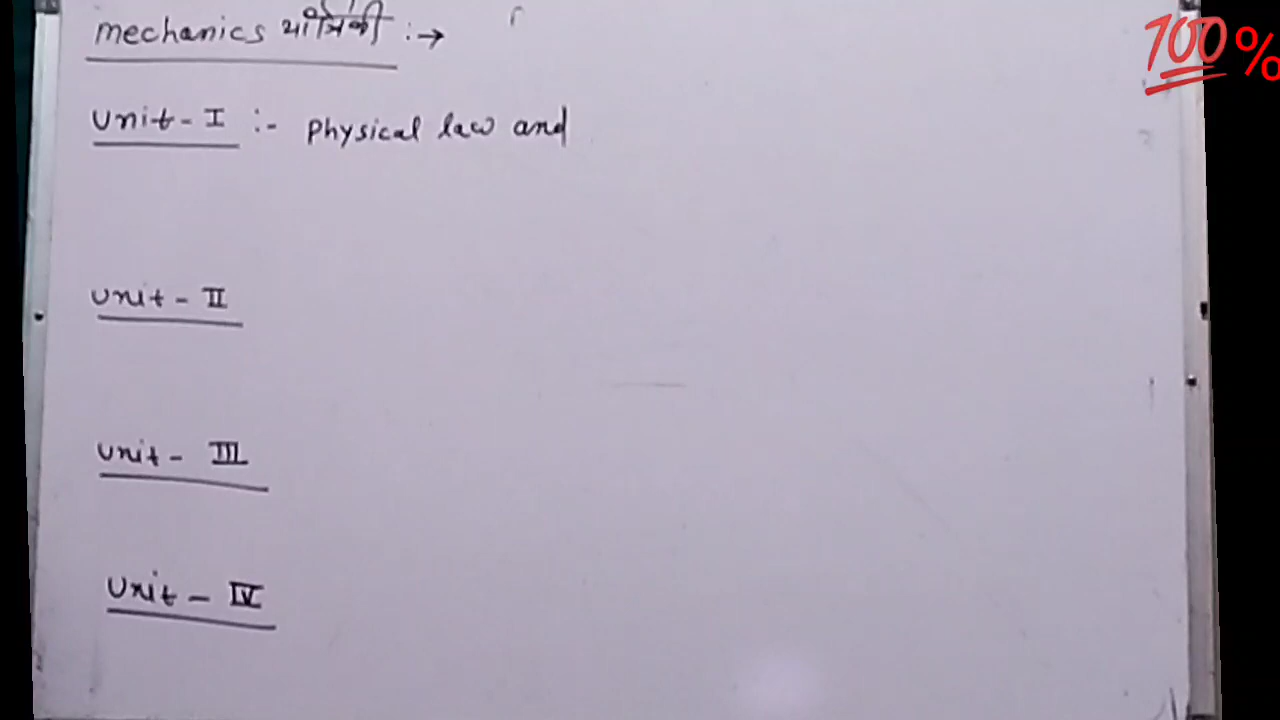 mechanics यांत्रिकी :→
Unit - I :- Physical law and
Unit - II
Unit - III
Unit - IV
100%